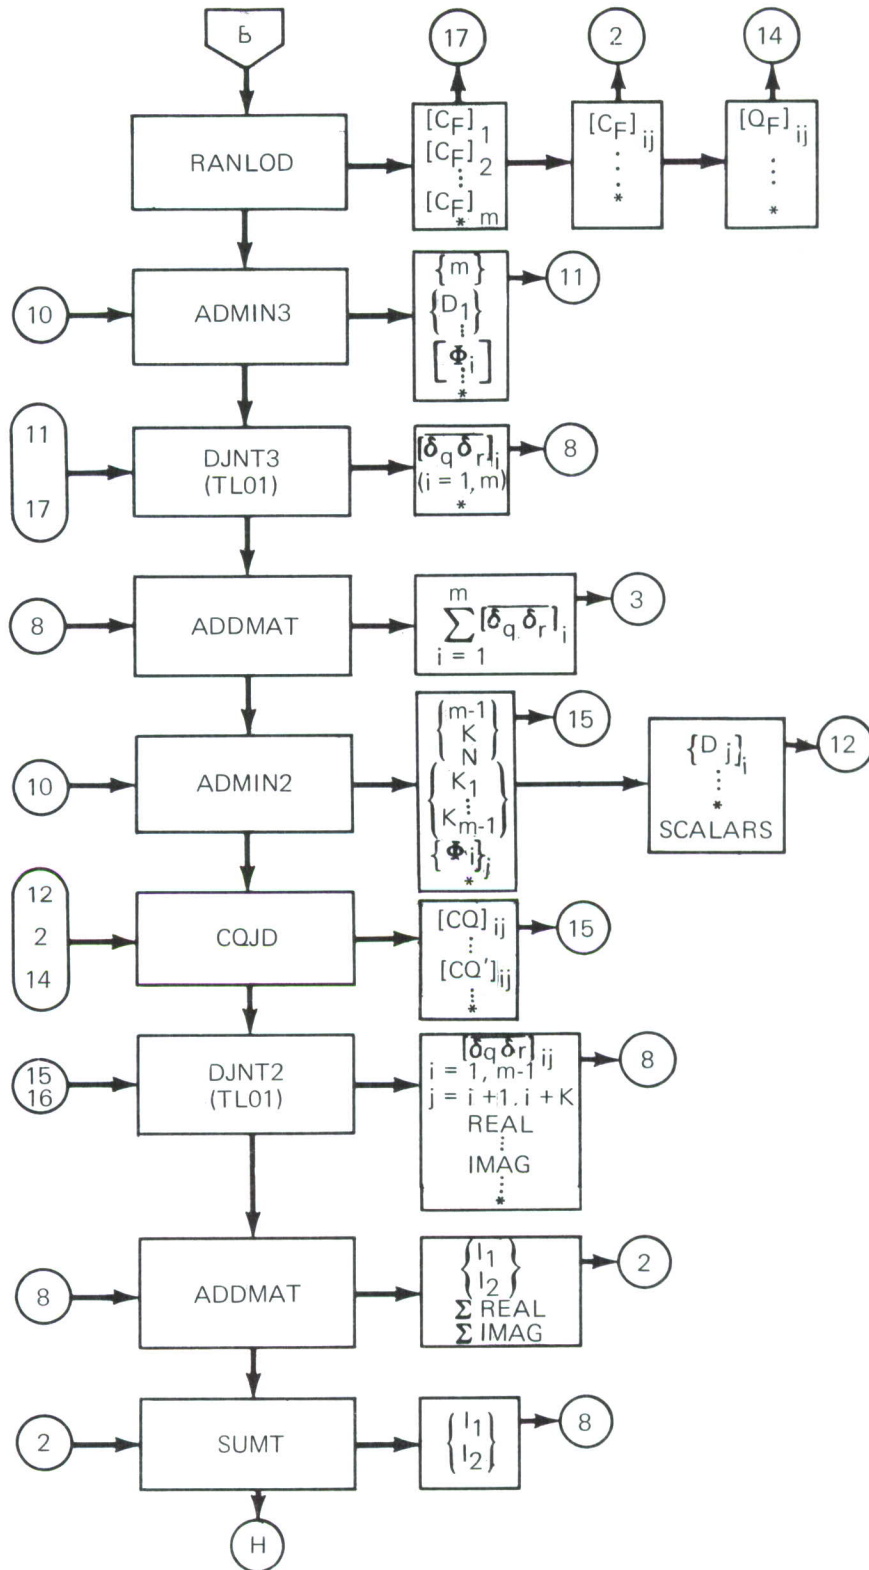 17
2
14
RANLOD
[C_F]_1
[C_F]_2
[C_F]_m
*
[C_F]_ij
*
[Q_F]_ij
*
10
ADMIN3
{m}
{D_1}
[Φ_i]
*
11
11
17
DJNT3
(TL01)
[δ_q δ_r]_i
(i = 1, m)
*
8
8
ADDMAT
m
∑ [δ_q δ_r]_i
i = 1
3
10
ADMIN2
m-1
K
N
K_1
K_m-1
{Φ_i}_j
*
15
{D_j}_i
*
SCALARS
12
12
2
14
CQJD
[CQ]_ij
[CQ']_ij
*
15
15
16
DJNT2
(TL01)
[δ_q δ_r]_ij
i = 1, m-1
j = i +1, i + K
REAL
IMAG
*
8
8
ADDMAT
I_1
I_2
Σ REAL
Σ IMAG
2
2
SUMT
I_1
I_2
8
H